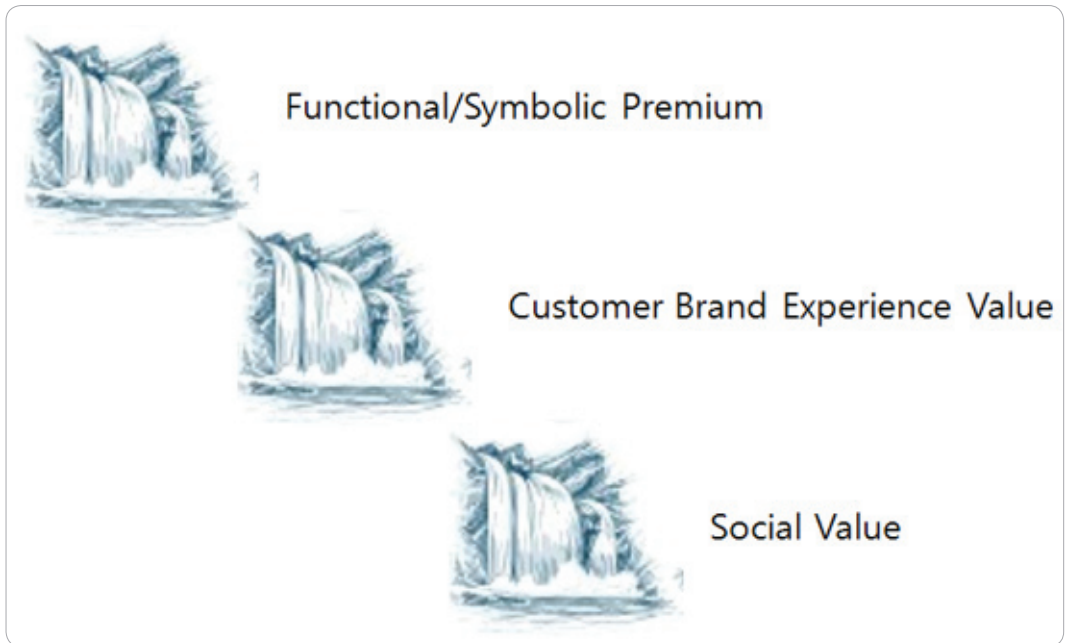 Functional/Symbolic Premium
Customer Brand Experience Value
Social Value